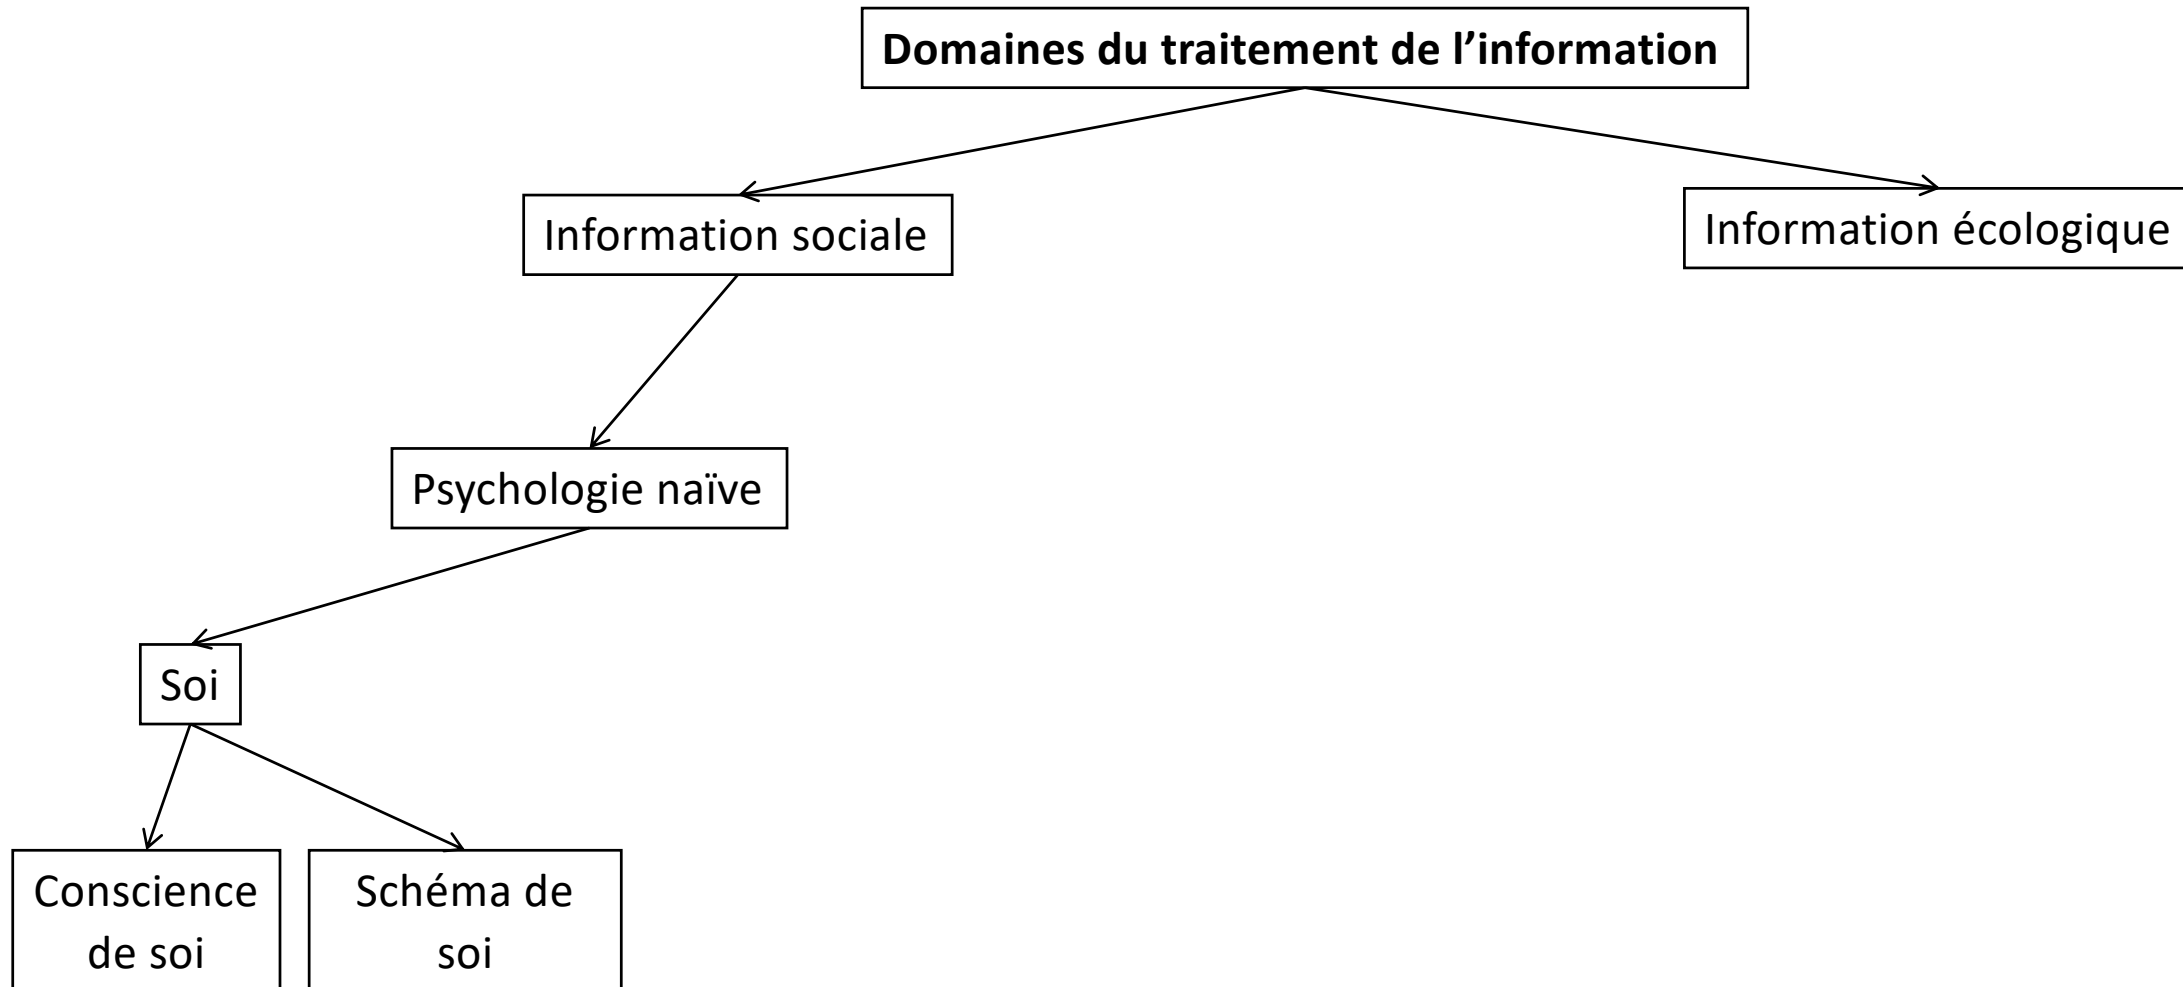 Domaines du traitement de l’information
Information sociale
Information écologique
Psychologie naïve
Soi
Conscience
de soi
Schéma de
soi